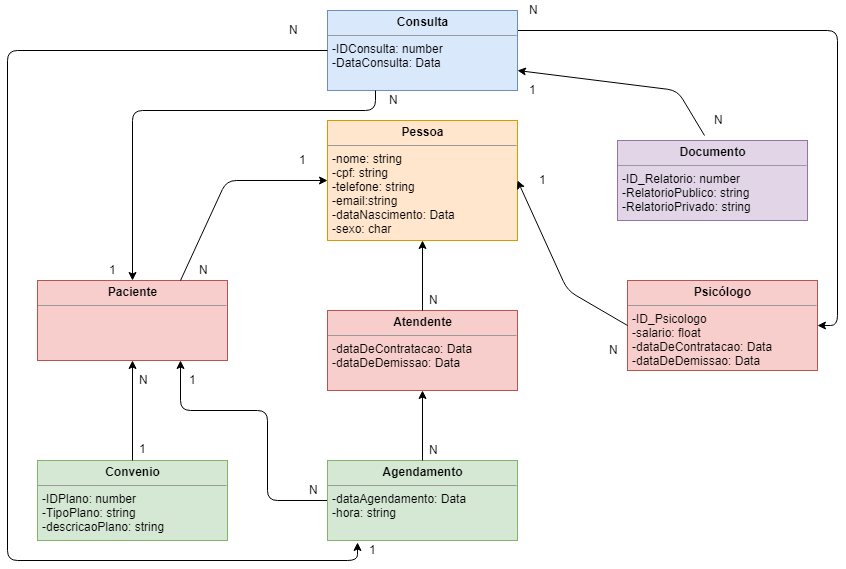 N
Consulta
-IDConsulta: number
-DataConsulta: Data
N
N
1
N
Pessoa
-nome: string
-cpf: string
-telefone: string
-email:string
-dataNascimento: Data
-sexo: char
1
1
Documento
-ID_Relatorio: number
-RelatorioPublico: string
-RelatorioPrivado: string
1
N
Paciente
N
Atendente
-dataDeContratacao: Data
-dataDeDemissao: Data
Psicólogo
-ID_Psicologo
-salario: float
-dataDeContratacao: Data
-dataDeDemissao: Data
N
N
1
1
N
N
Convenio
-IDPlano: number
-TipoPlano: string
-descricaoPlano: string
Agendamento
-dataAgendamento: Data
-hora: string
1